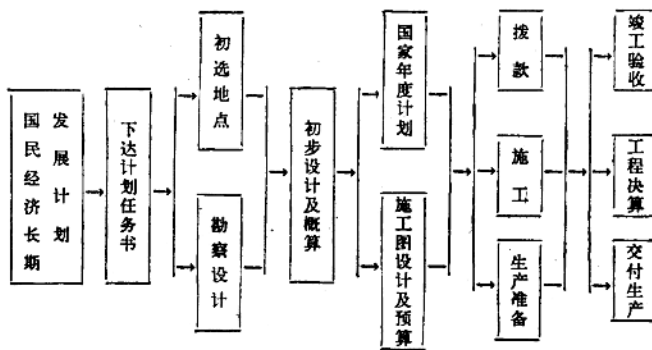 国民经济长期
发展计划
下达计划任务书
初选地点
勘察设计
初步设计及概算
国家年度计划
施工图设计及预算
拨款
施工
生产准备
竣工验收
工程决算
交付生产